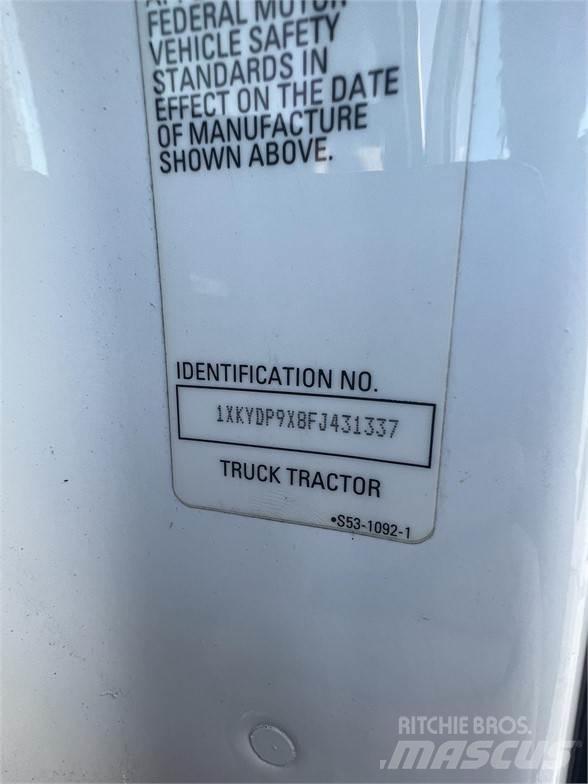 FEDERAL MOTOR
VEHICLE SAFETY
STANDARDS IN
EFFECT ON THE DATE
OF MANUFACTURE
SHOWN ABOVE.
IDENTIFICATION NO.
1XKYDP9X8FJ431337
TRUCK TRACTOR
•S53-1092-1
RITCHIE BROS.
MASCUS